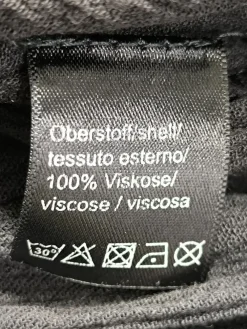 Oberstoff/shell/
tessuto esterno/
100% Viskose/
viscose / viscosa
30°